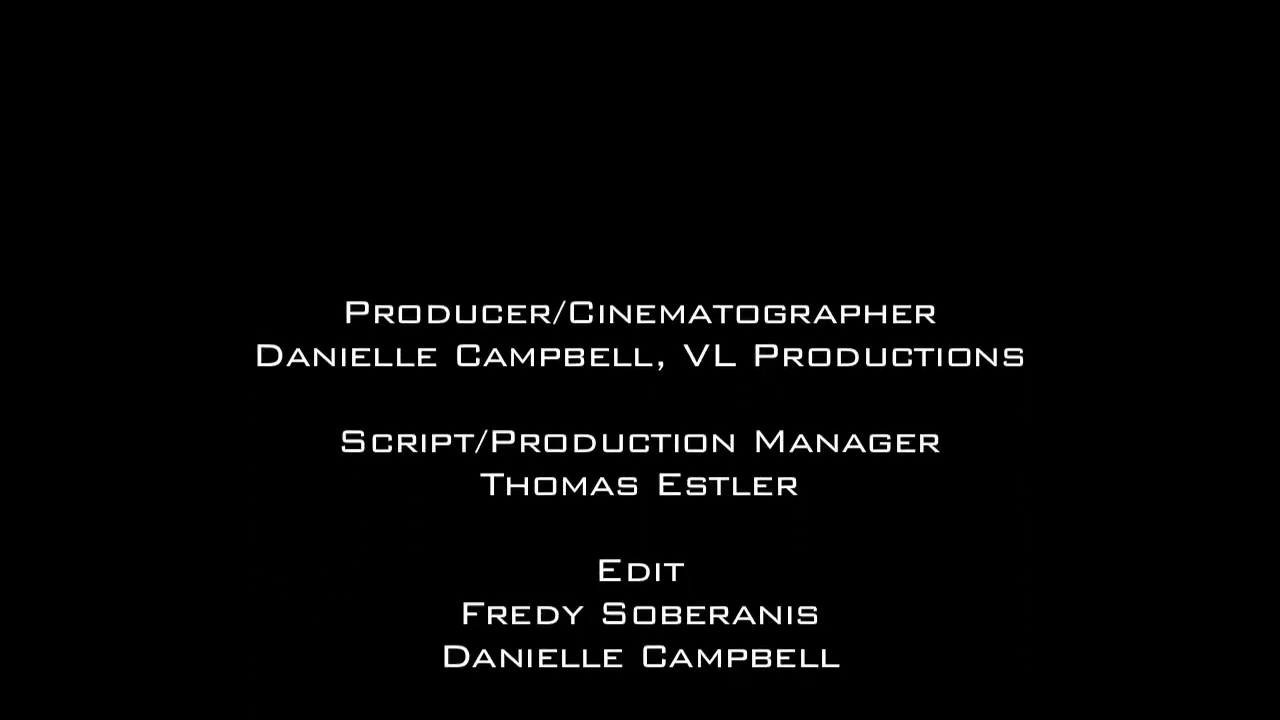 Producer/Cinematographer
Danielle Campbell, VL Productions
Script/Production Manager
Thomas Estler
Edit
Fredy Soberanis
Danielle Campbell